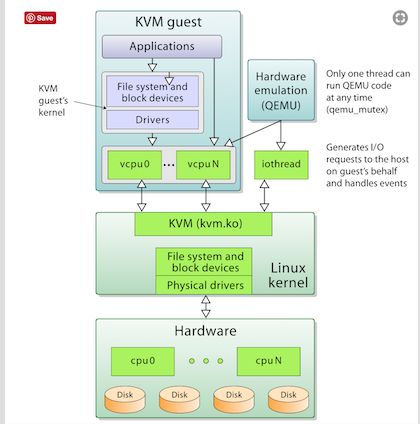 Save
KVM guest
Applications
File system and
block devices
Drivers
vcpu0
...
vcpuN
KVM
guest's
kernel
Hardware
emulation
(QEMU)
Only one thread can
run QEMU code
at any time
(qemu_mutex)
iothread
Generates I/O
requests to the host
on guest's behalf
and handles events
KVM (kvm.ko)
File system and
block devices
Physical drivers
Linux
kernel
Hardware
cpu0
cpuN
Disk
Disk
Disk
Disk